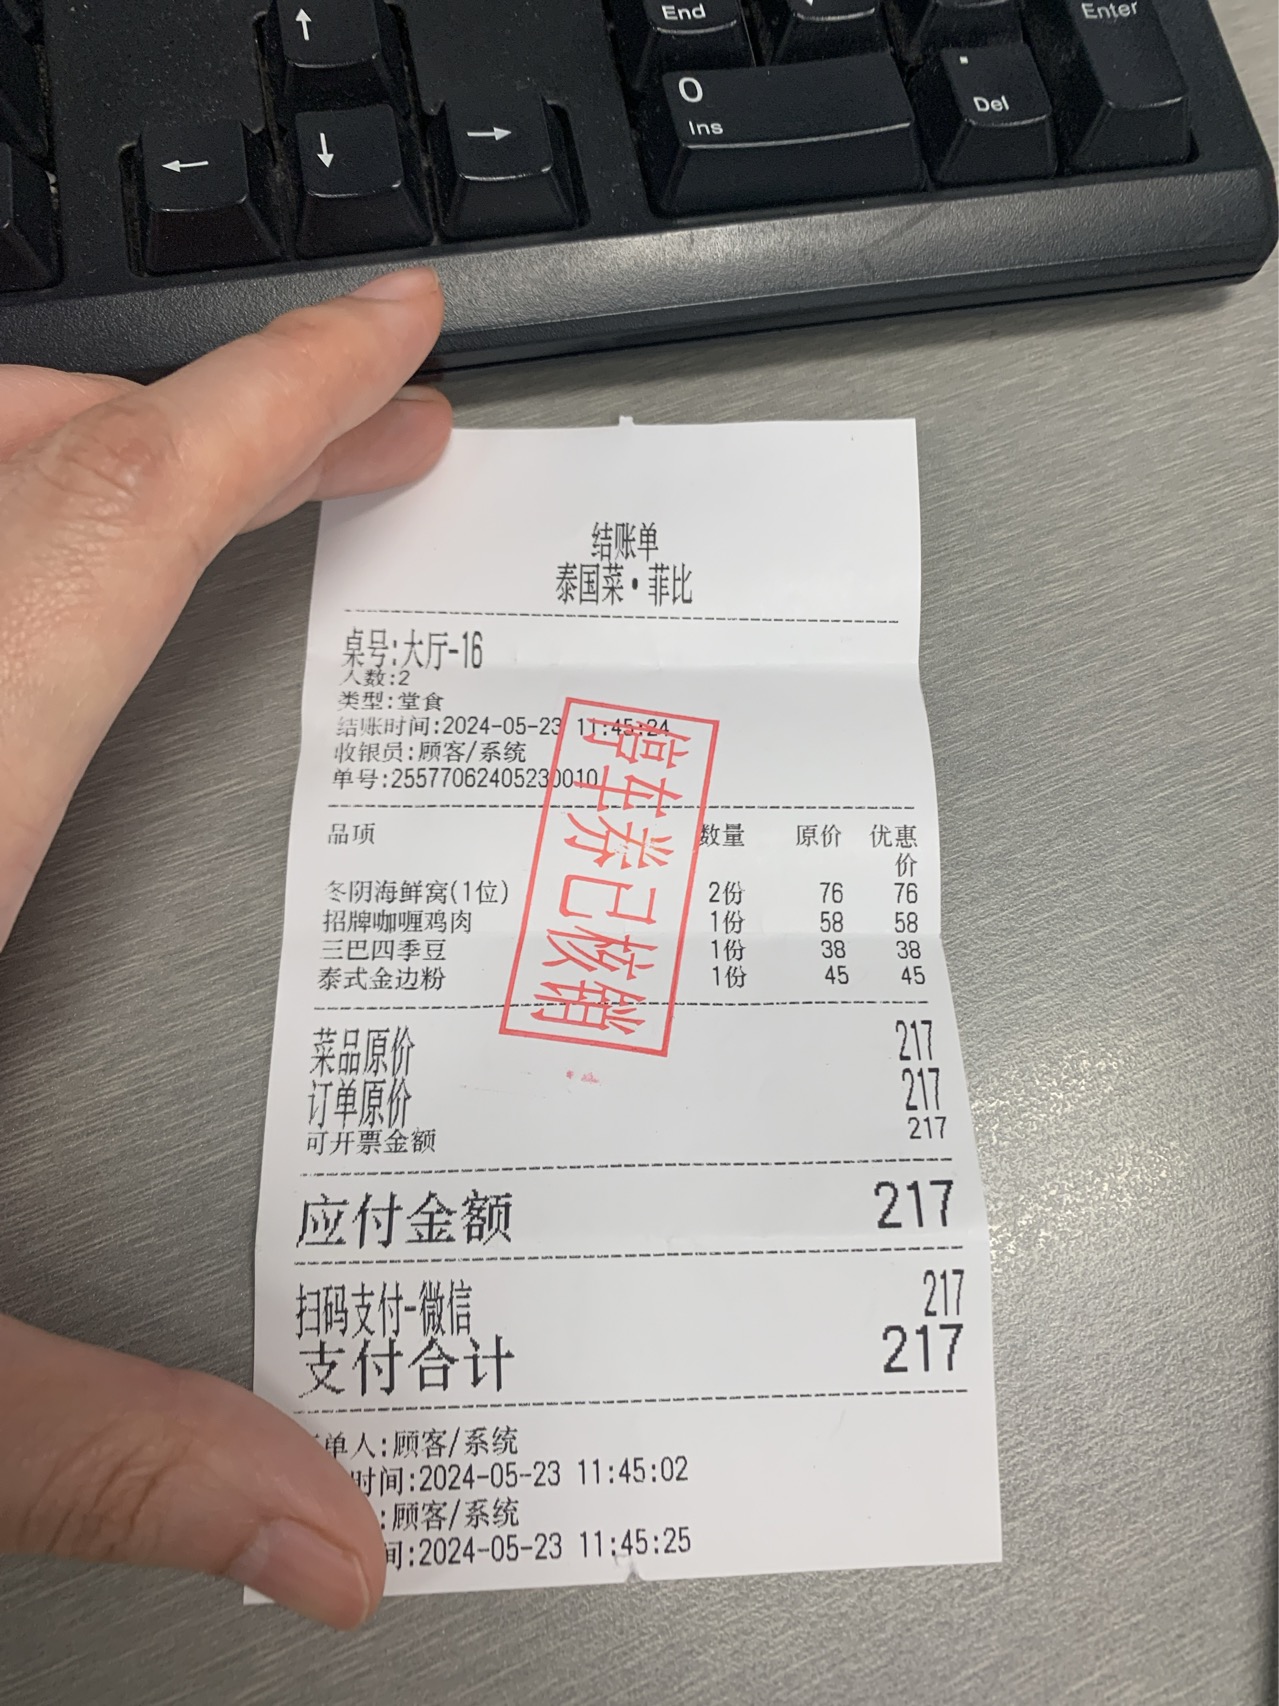 End
Enter
↑
0
Ins
.
Del
←
↓
→
结账单
泰国菜·菲比
桌号:大厅-16
人数:2
类型:堂食
结账时间:2024-05-23 11:45:24
收银员:顾客/系统
单号:25577062405230010
停车券已核销
品项 数量 原价 优惠价
冬阴海鲜窝(1位) 2份 76 76
招牌咖喱鸡肉 1份 58 58
三巴四季豆 1份 38 38
泰式金边粉 1份 45 45
菜品原价 217
订单原价 217
可开票金额 217
应付金额 217
扫码支付-微信 217
支付合计 217
单人:顾客/系统
时间:2024-05-23 11:45:02
:顾客/系统
间:2024-05-23 11:45:25